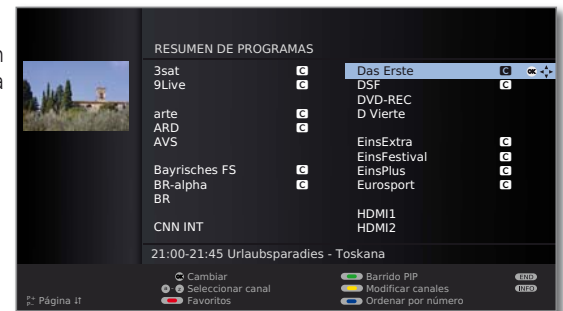 n
a
RESUMEN DE PROGRAMAS
3sat C
9Live C
arte C
ARD C
AVS
Bayrisches FS C
BR-alpha C
BR
CNN INT
Das Erste C OK
DSF C
DVD-REC
D Vierte
EinsExtra C
EinsFestival C
EinsPlus C
Eurosport C
HDMI1
HDMI2
21:00-21:45 Urlaubsparadies - Toskana
P+
P– Página ↓↑
OK Cambiar
Seleccionar canal
Favoritos
Barrido PIP
Modificar canales
Ordenar por número
END
INFO